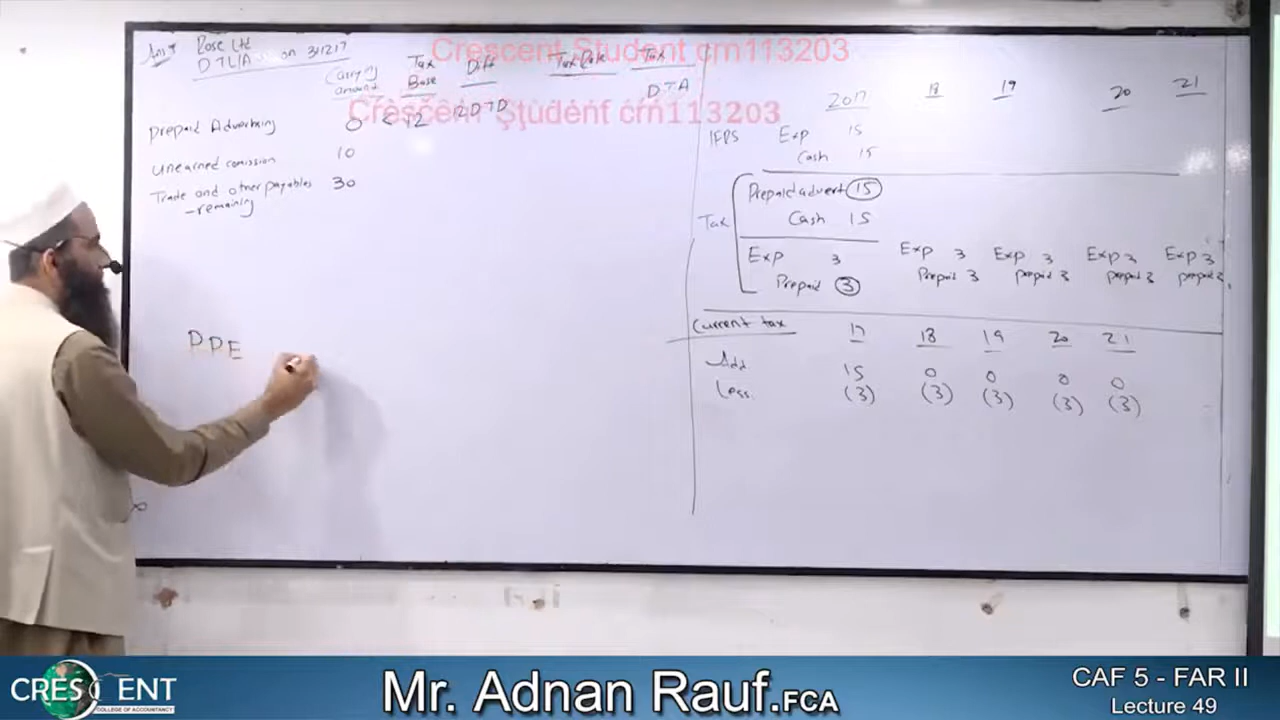 Ans
Rose Ltd
DTL/A on 311217
Carrying amount
Tax Base
Diff
Tax Rate
Tax
DTA
prepaid Advertising 0 < 12 12 DTD
unearned comission 10
Trade and other payables 30
- remaining
PPE
2017 18 19 20 21
IFRS Exp 15
Cash 15
Tax
Prepaid advert 15
Cash 15
Exp 3 Exp 3 Exp 3 Exp 3 Exp 3
Prepaid 3 Prepaid 3 prepaid 3 prepaid 3 prepaid 3
Current tax 17 18 19 20 21
Add 15 0 0 0 0
Less (3) (3) (3) (3) (3)
Crescent Student crn113203
Crescent Student crn113203
CRESCENT
COLLEGE OF ACCOUNTANCY
Mr. Adnan Rauf.FCA
CAF 5 - FAR II
Lecture 49